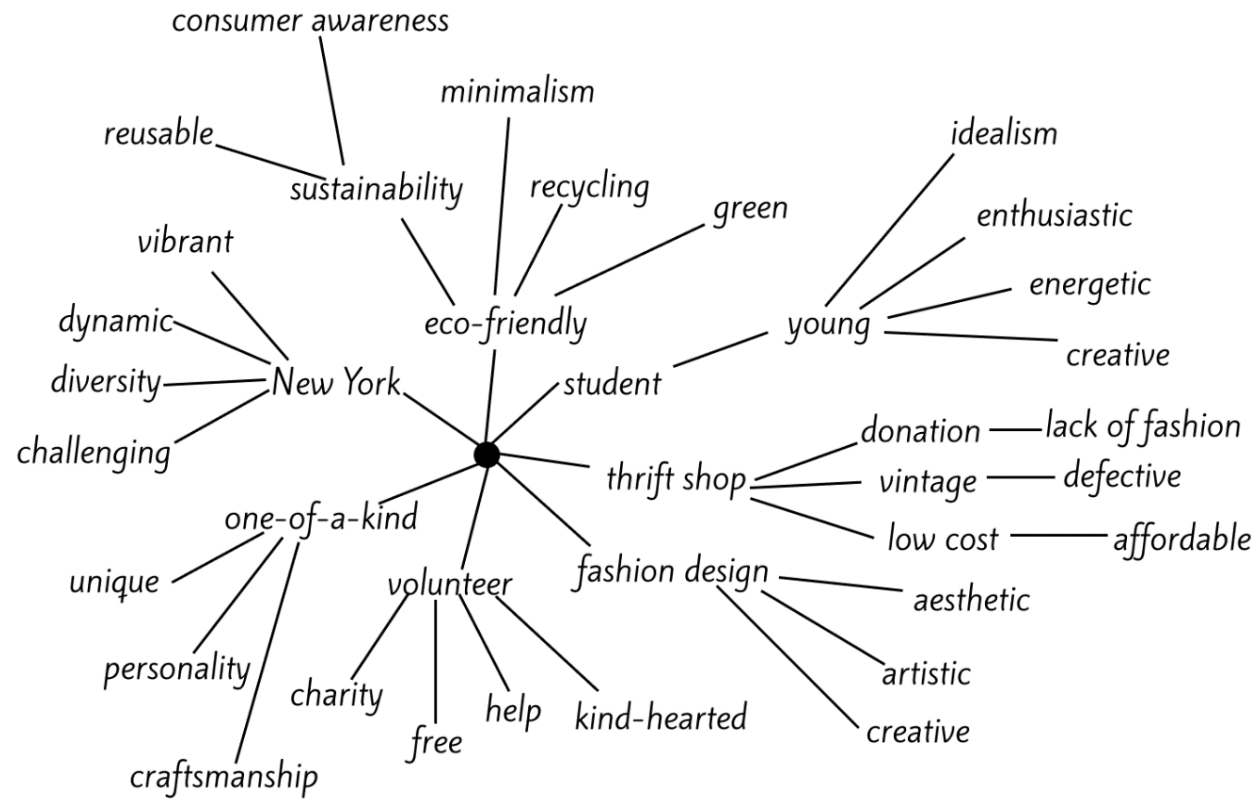 consumer awareness
minimalism
reusable
idealism
sustainability
recycling
green
enthusiastic
vibrant
energetic
dynamic
eco-friendly
young
creative
diversity
New York
student
challenging
donation
lack of fashion
thrift shop
vintage
defective
one-of-a-kind
low cost
affordable
unique
volunteer
fashion design
aesthetic
personality
charity
help
kind-hearted
artistic
free
creative
craftsmanship